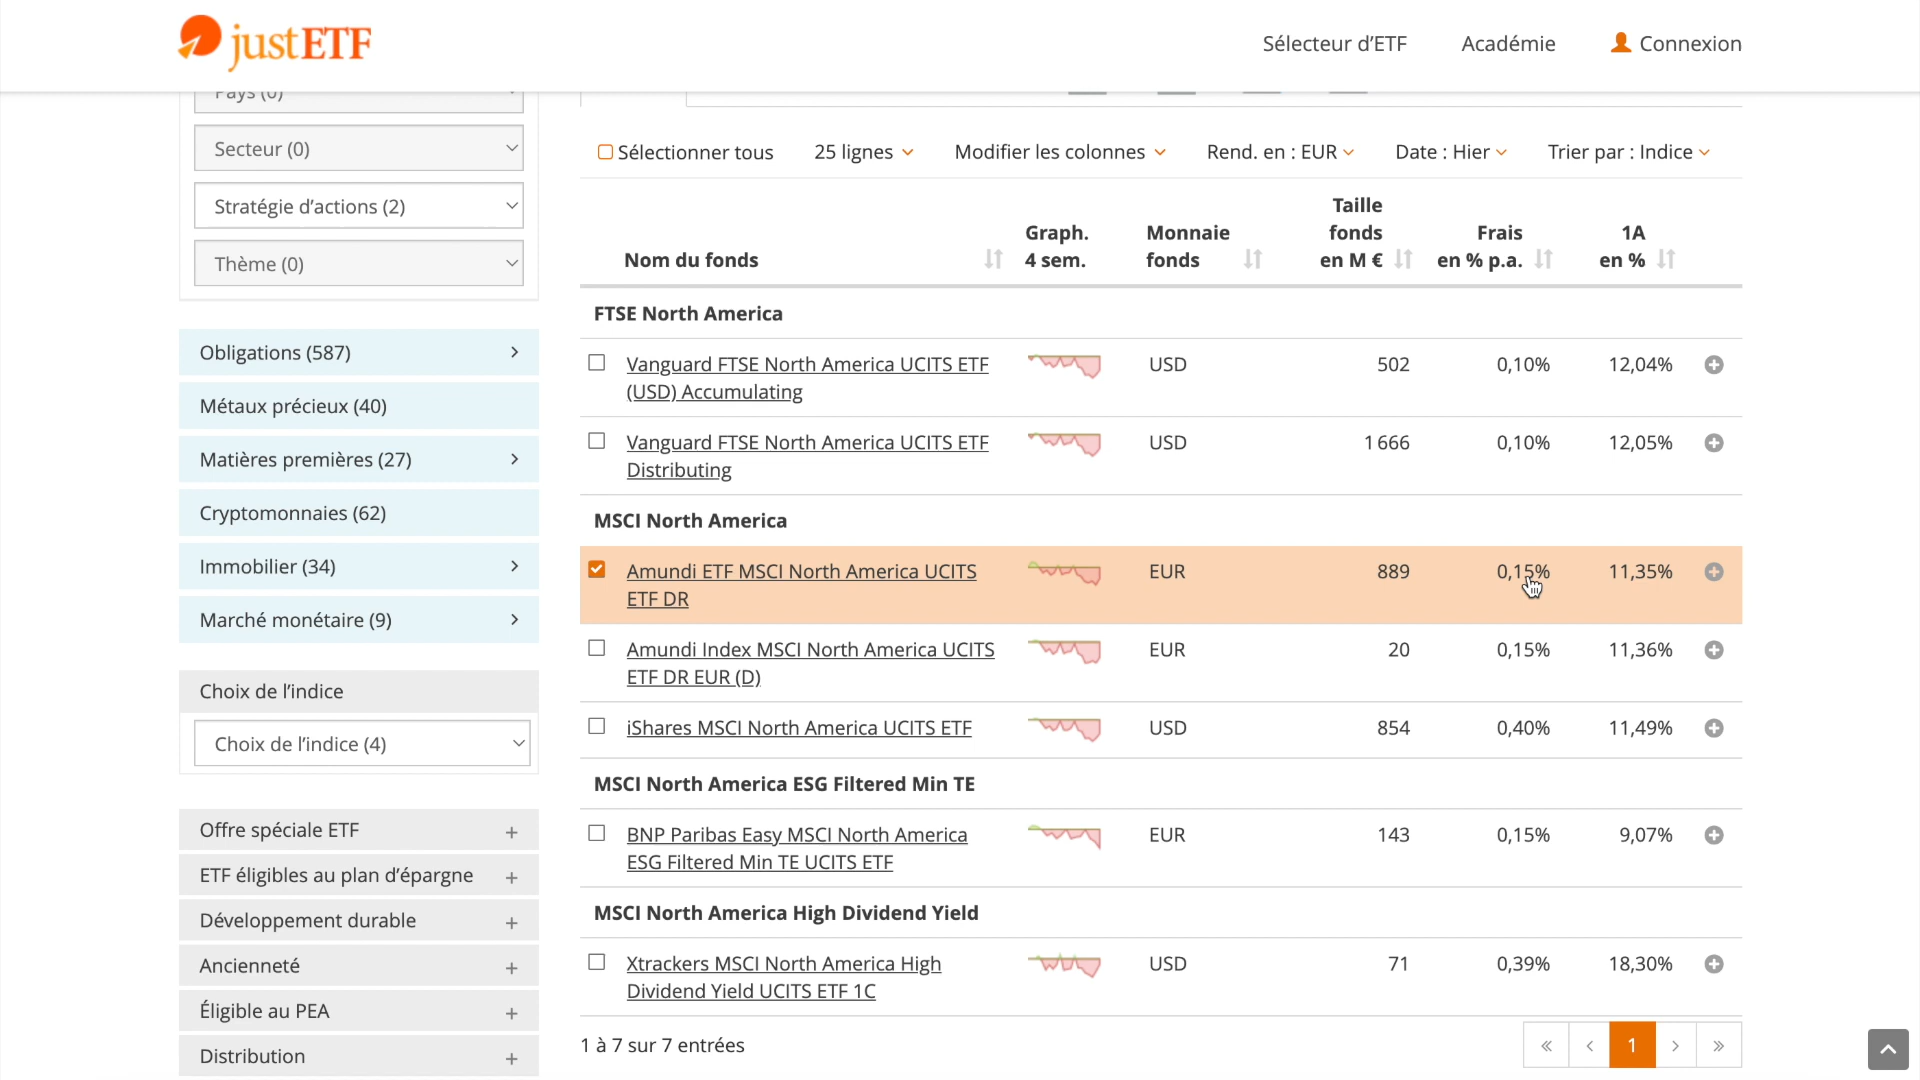 justETF
Sélecteur d’ETF
Académie
Connexion
Pays (0)
Secteur (0)
Stratégie d’actions (2)
Thème (0)
Obligations (587)
Métaux précieux (40)
Matières premières (27)
Cryptomonnaies (62)
Immobilier (34)
Marché monétaire (9)
Choix de l’indice
Choix de l’indice (4)
Offre spéciale ETF
ETF éligibles au plan d’épargne
Développement durable
Ancienneté
Éligible au PEA
Distribution
Sélectionner tous
25 lignes
Modifier les colonnes
Rend. en : EUR
Date : Hier
Trier par : Indice
Nom du fonds
Graph.
4 sem.
Monnaie
fonds
Taille
fonds
en M €
Frais
en % p.a.
1A
en %
FTSE North America
Vanguard FTSE North America UCITS ETF
(USD) Accumulating
USD
502
0,10%
12,04%
Vanguard FTSE North America UCITS ETF
Distributing
USD
1 666
0,10%
12,05%
MSCI North America
Amundi ETF MSCI North America UCITS
ETF DR
EUR
889
0,15%
11,35%
Amundi Index MSCI North America UCITS
ETF DR EUR (D)
EUR
20
0,15%
11,36%
iShares MSCI North America UCITS ETF
USD
854
0,40%
11,49%
MSCI North America ESG Filtered Min TE
BNP Paribas Easy MSCI North America
ESG Filtered Min TE UCITS ETF
EUR
143
0,15%
9,07%
MSCI North America High Dividend Yield
Xtrackers MSCI North America High
Dividend Yield UCITS ETF 1C
USD
71
0,39%
18,30%
1 à 7 sur 7 entrées
« ‹ 1 › »